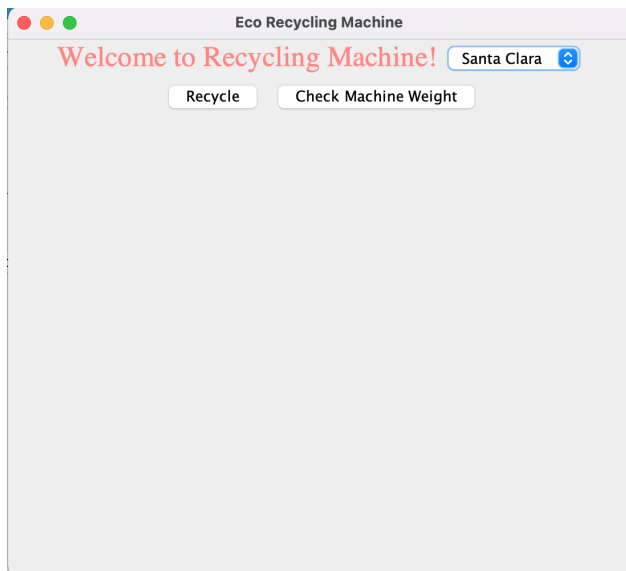 Eco Recycling Machine
Welcome to Recycling Machine! Santa Clara
Recycle Check Machine Weight